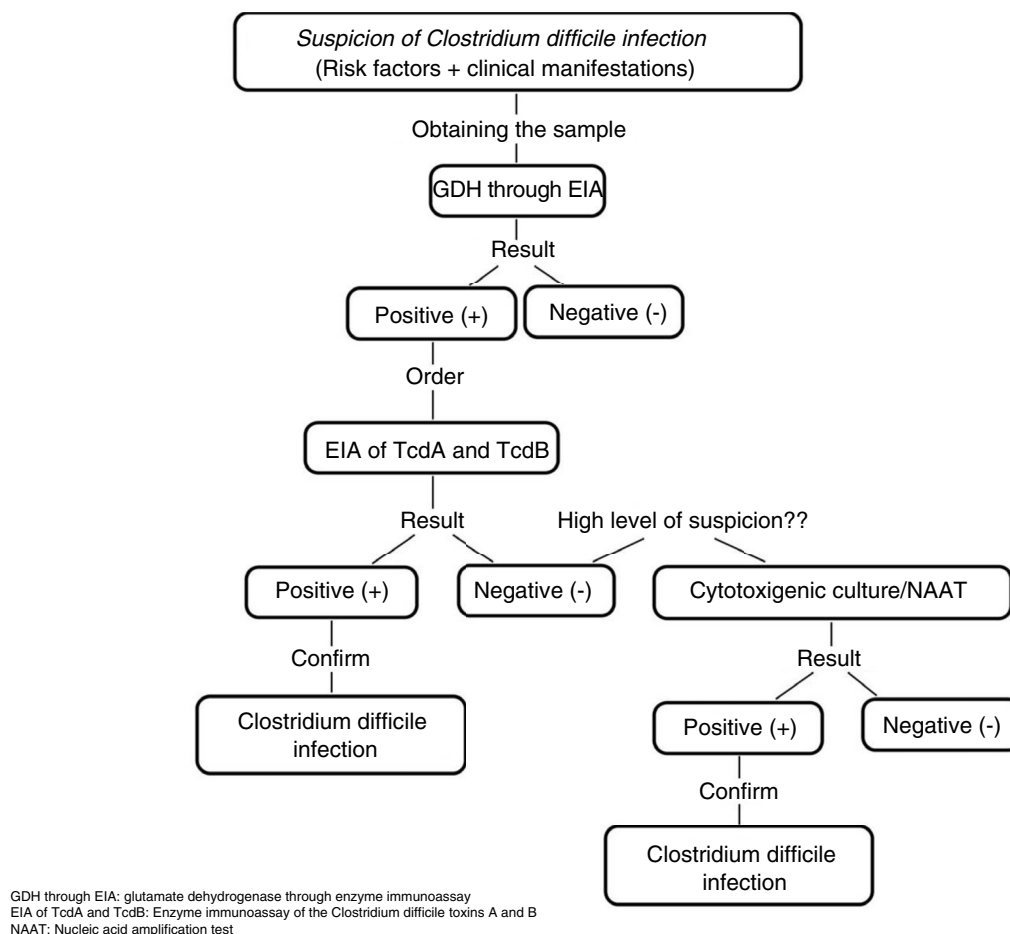 Suspicion of Clostridium difficile infection
(Risk factors + clinical manifestations)
Obtaining the sample
GDH through EIA
Result
Positive (+)
Negative (-)
Order
EIA of TcdA and TcdB
Result
High level of suspicion??
Positive (+)
Negative (-)
Cytotoxigenic culture/NAAT
Confirm
Result
Clostridium difficile
infection
Positive (+)
Negative (-)
Confirm
Clostridium difficile
infection
GDH through EIA: glutamate dehydrogenase through enzyme immunoassay
EIA of TcdA and TcdB: Enzyme immunoassay of the Clostridium difficile toxins A and B
NAAT: Nucleic acid amplification test